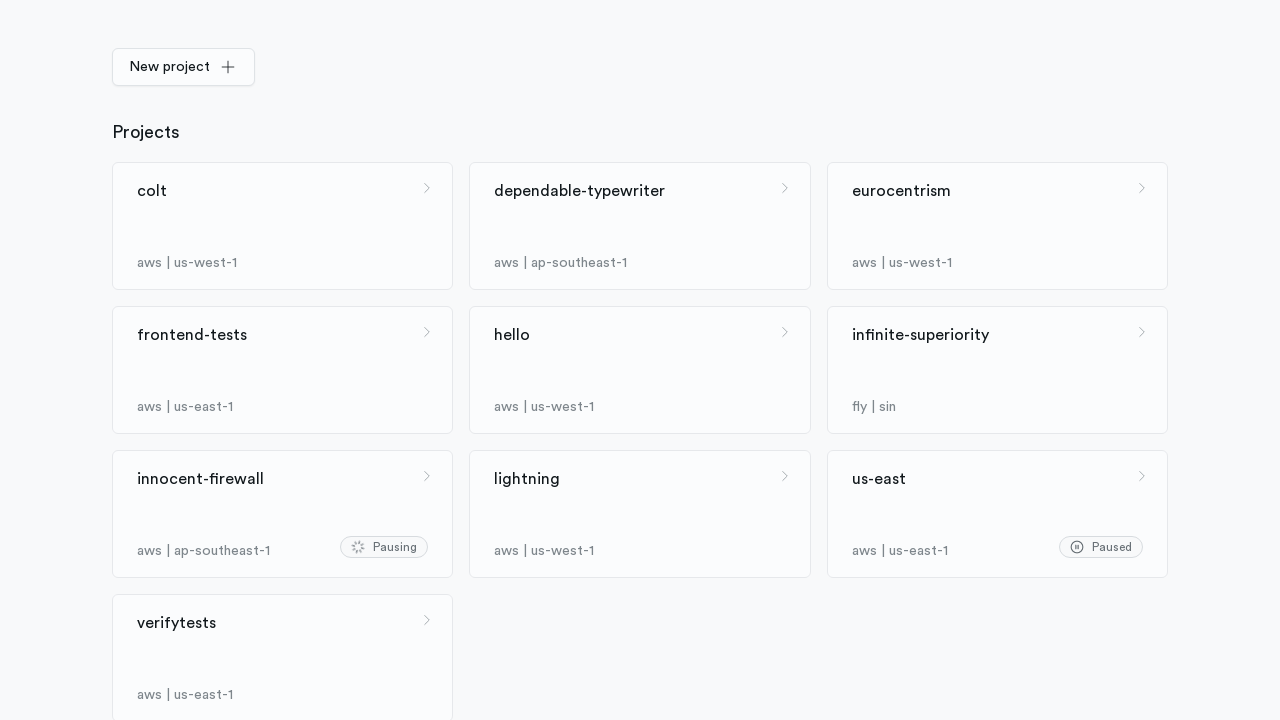 New project
Projects
colt
aws | us-west-1
dependable-typewriter
aws | ap-southeast-1
eurocentrism
aws | us-west-1
frontend-tests
aws | us-east-1
hello
aws | us-west-1
infinite-superiority
fly | sin
innocent-firewall
aws | ap-southeast-1
Pausing
lightning
aws | us-west-1
us-east
aws | us-east-1
Paused
verifytests
aws | us-east-1